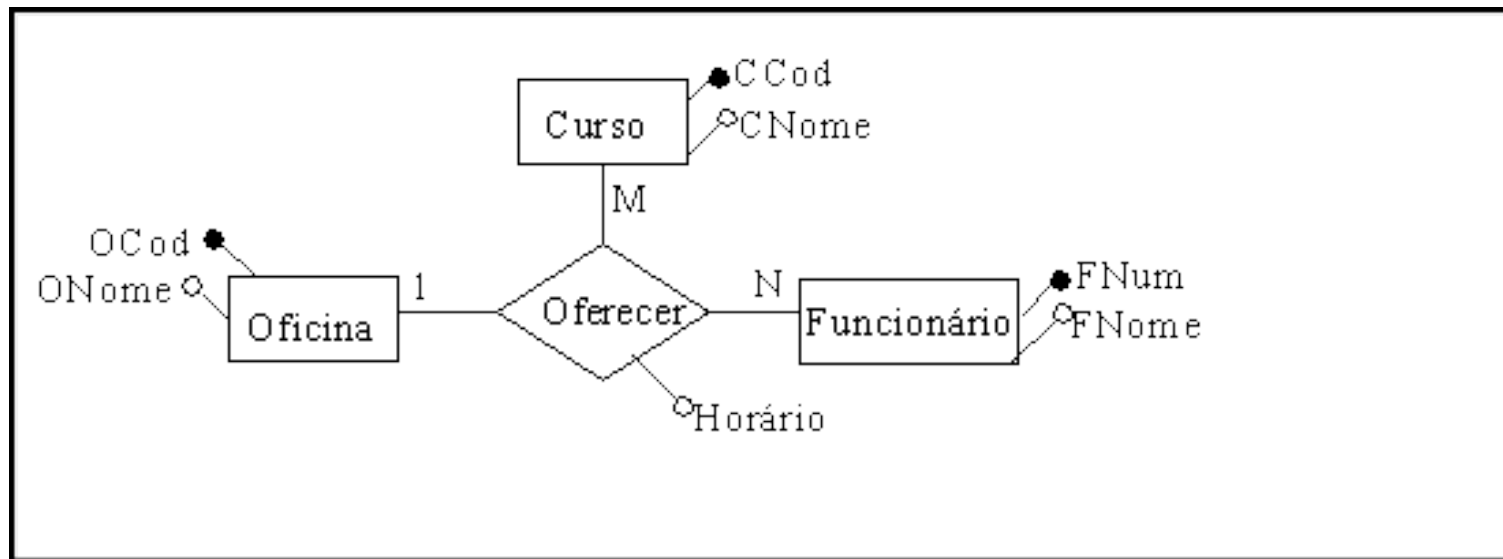 CCod
Curso
CNome
M
OCod
ONome
1
Oficina
Oferecer
N
Funcionário
FNum
FNome
Horário